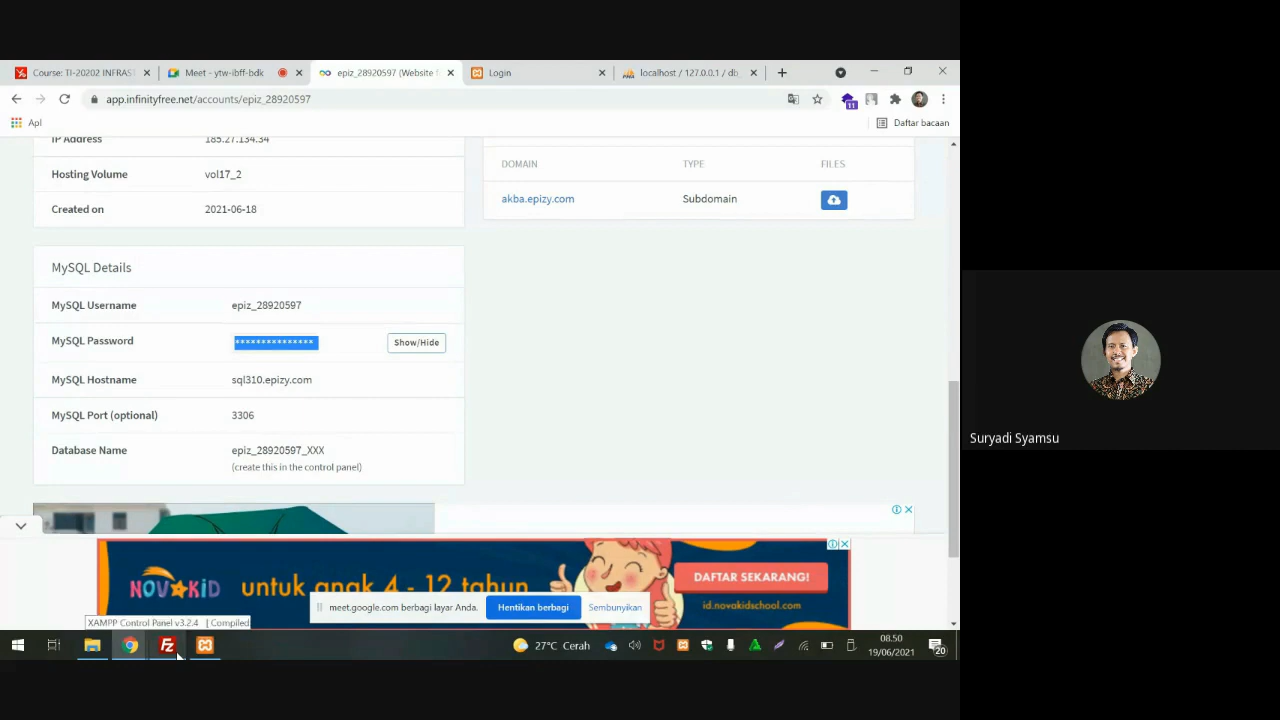 Course: TI-20202 INFRAS
Meet - ytw-ibff-bdk
epiz_28920597 (Website f
Login
localhost / 127.0.0.1 / db
app.infinityfree.net/accounts/epiz_28920597
11
Apl
Daftar bacaan
IP Address 185.27.134.34
Hosting Volume vol17_2
Created on 2021-06-18
DOMAIN TYPE FILES
akba.epizy.com Subdomain
MySQL Details
MySQL Username epiz_28920597
MySQL Password *************** Show/Hide
MySQL Hostname sql310.epizy.com
MySQL Port (optional) 3306
Database Name epiz_28920597_XXX
(create this in the control panel)
NOVAKID untuk anak 4 - 12 tahun
DAFTAR SEKARANG!
id.novakidschool.com
meet.google.com berbagi layar Anda.
Hentikan berbagi
Sembunyikan
XAMPP Control Panel v3.2.4 [ Compiled
Fz
27°C Cerah
08.50
19/06/2021
20
Suryadi Syamsu